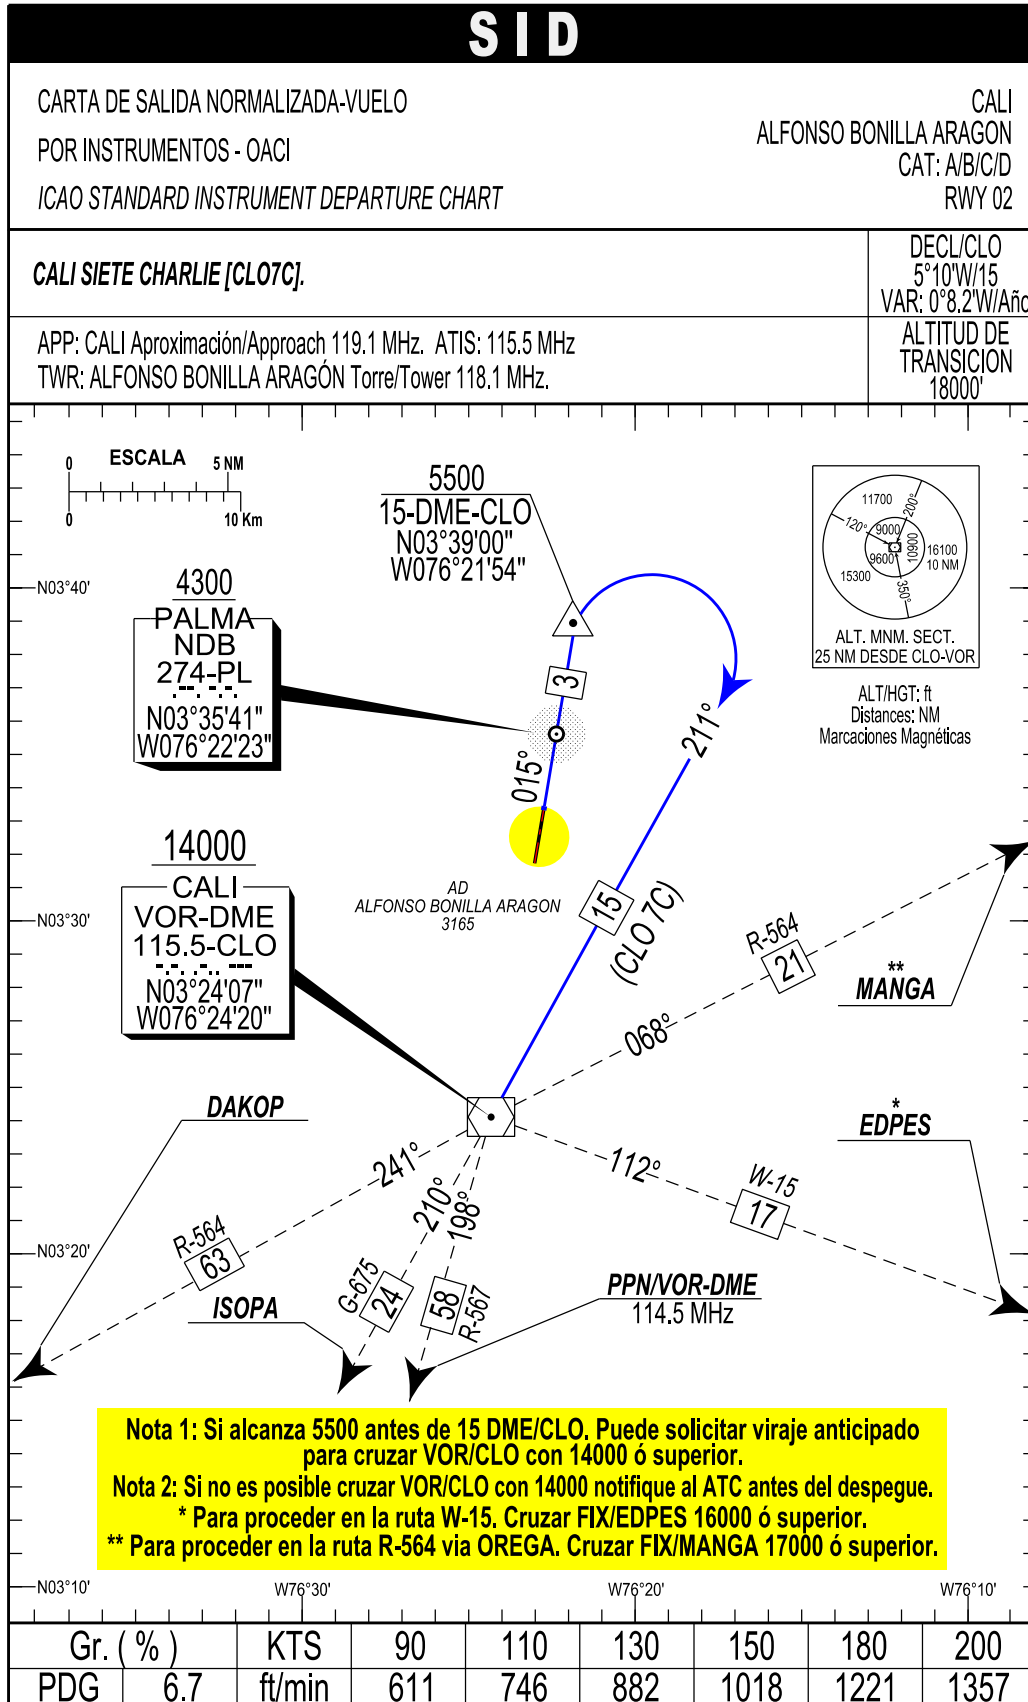 SID
CARTA DE SALIDA NORMALIZADA-VUELO
POR INSTRUMENTOS - OACI
ICAO STANDARD INSTRUMENT DEPARTURE CHART
CALI
ALFONSO BONILLA ARAGON
CAT: A/B/C/D
RWY 02
CALI SIETE CHARLIE [CLO7C].
DECL/CLO
5°10'W/15
VAR: 0°8.2'W/Año
APP: CALI Aproximación/Approach 119.1 MHz. ATIS: 115.5 MHz
TWR: ALFONSO BONILLA ARAGÓN Torre/Tower 118.1 MHz.
ALTITUD DE
TRANSICION
18000'
0 ESCALA 5 NM
0 10 Km
5500
15-DME-CLO
N03°39'00"
W076°21'54"
11700
200°
120°
9000
10900
16100
10 NM
9600
15300
350°
ALT. MNM. SECT.
25 NM DESDE CLO-VOR
ALT/HGT: ft
Distances: NM
Marcaciones Magnéticas
N03°40'
4300
PALMA
NDB
274-PL
N03°35'41"
W076°22'23"
3
015°
211°
14000
CALI
VOR-DME
115.5-CLO
N03°24'07"
W076°24'20"
AD
ALFONSO BONILLA ARAGON
3165
N03°30'
15
(CLO 7C)
R-564
21
068°
**
MANGA
*
EDPES
DAKOP
241°
R-564
63
210°
198°
112°
W-15
17
N03°20'
G-675
24
58
R-567
ISOPA
PPN/VOR-DME
114.5 MHz
Nota 1: Si alcanza 5500 antes de 15 DME/CLO. Puede solicitar viraje anticipado
para cruzar VOR/CLO con 14000 ó superior.
Nota 2: Si no es posible cruzar VOR/CLO con 14000 notifique al ATC antes del despegue.
* Para proceder en la ruta W-15. Cruzar FIX/EDPES 16000 ó superior.
** Para proceder en la ruta R-564 via OREGA. Cruzar FIX/MANGA 17000 ó superior.
N03°10'
W76°30' W76°20' W76°10'
Gr. ( % ) KTS 90 110 130 150 180 200
PDG 6.7 ft/min 611 746 882 1018 1221 1357